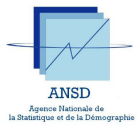 ANSD
Agence Nationale de
la Statistique et de la Démographie